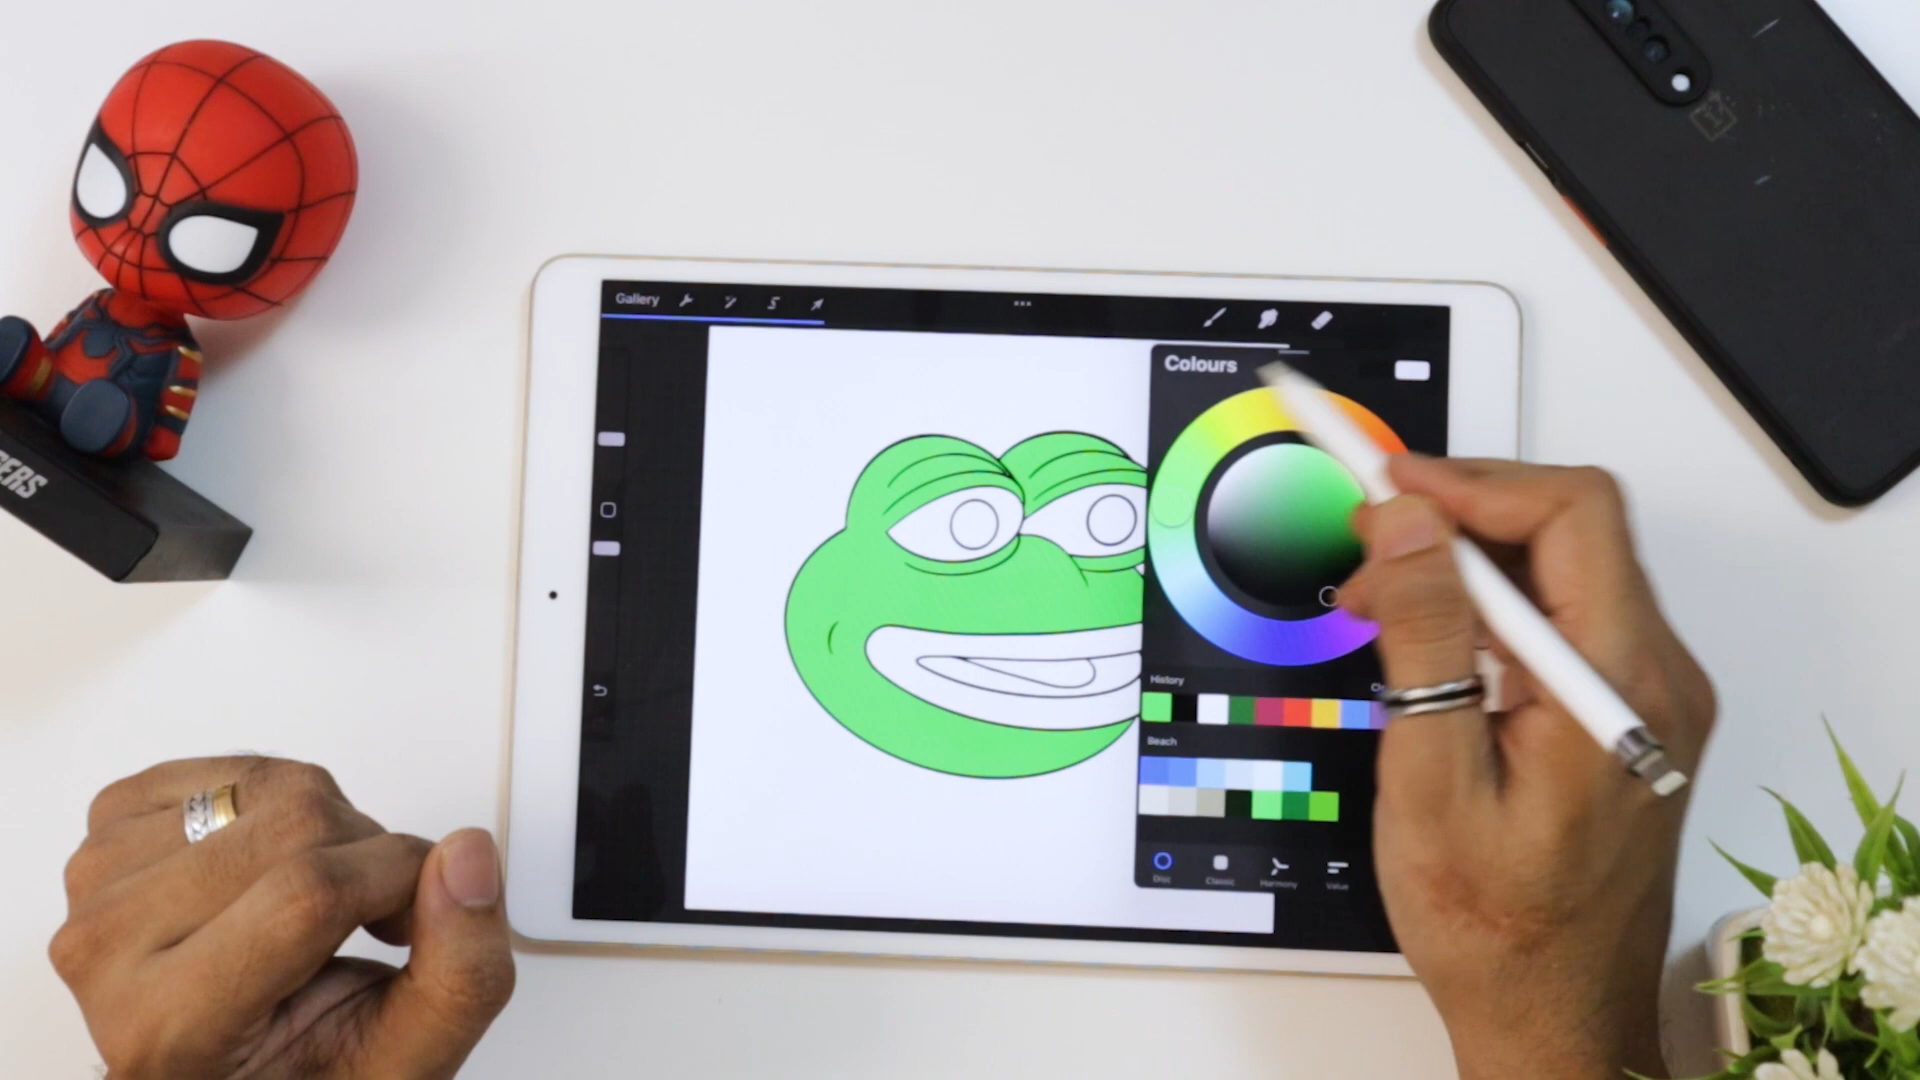 Gallery
Colours
History
Beach
Disc
Classic
Harmony
Value